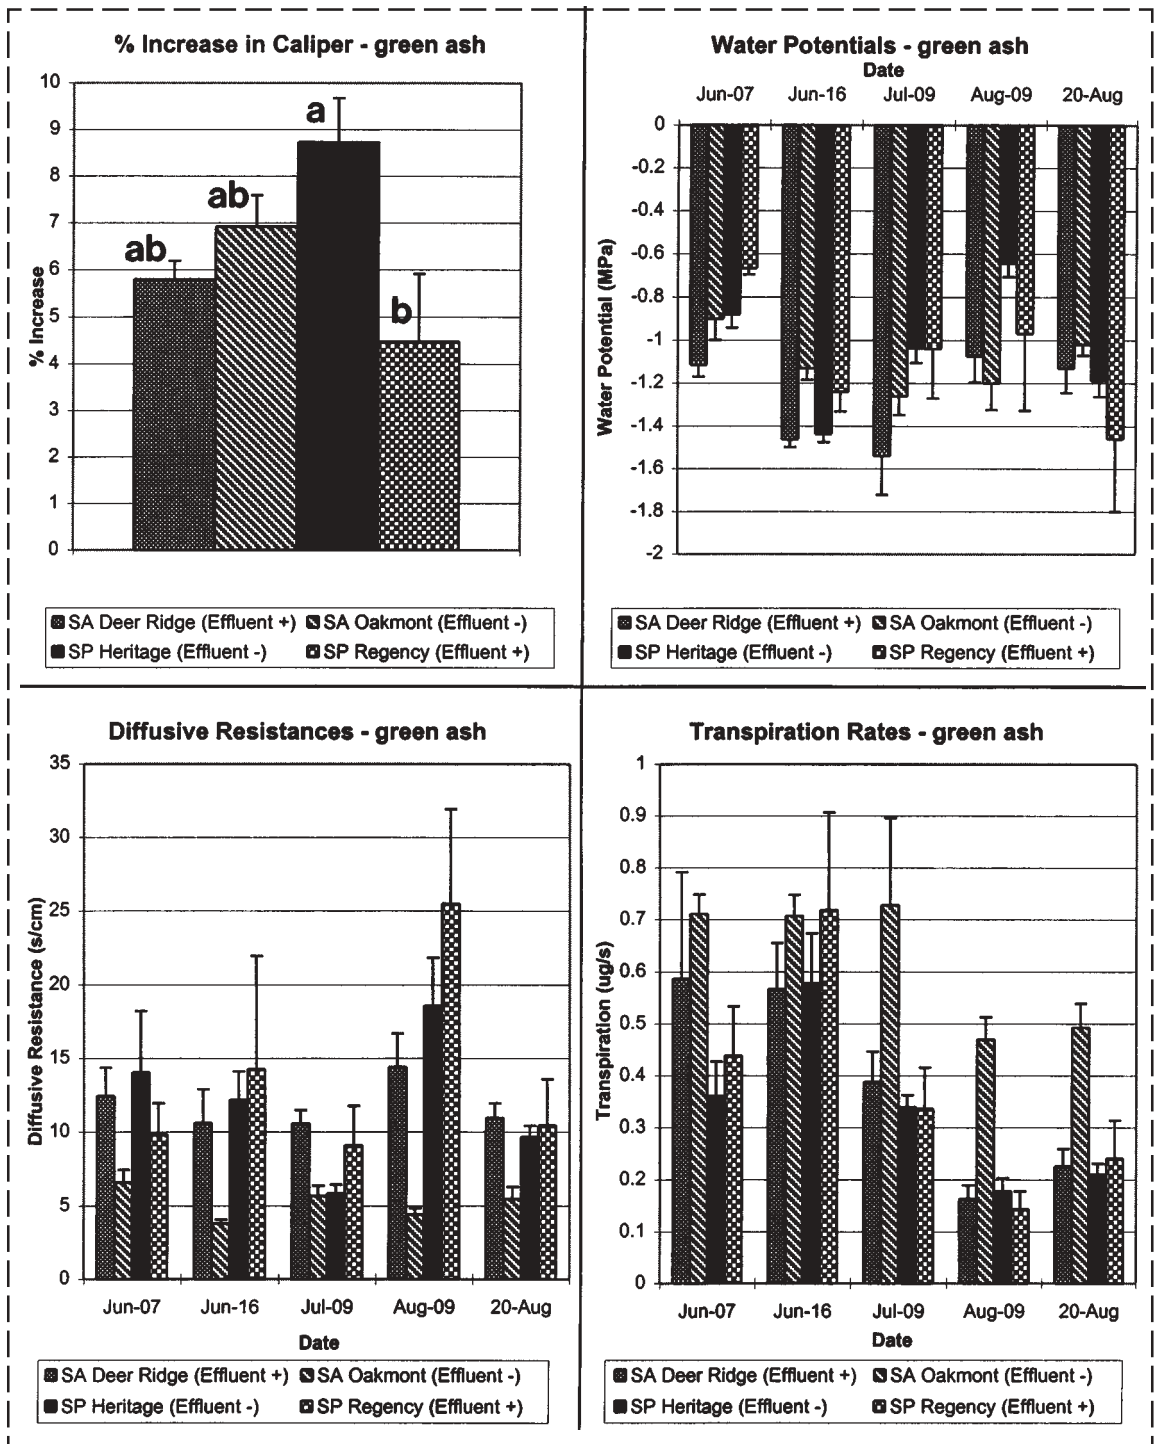 % Increase in Caliper - green ash
10
9
8
7
6
5
4
3
2
1
0
% Increase
ab
ab
a
b
SA Deer Ridge (Effluent +) SA Oakmont (Effluent -)
SP Heritage (Effluent -) SP Regency (Effluent +)
Water Potentials - green ash
Date
Jun-07 Jun-16 Jul-09 Aug-09 20-Aug
0
-0.2
-0.4
-0.6
-0.8
-1
-1.2
-1.4
-1.6
-1.8
-2
Water Potential (MPa)
SA Deer Ridge (Effluent +) SA Oakmont (Effluent -)
SP Heritage (Effluent -) SP Regency (Effluent +)
Diffusive Resistances - green ash
35
30
25
20
15
10
5
0
Diffusive Resistance (s/cm)
Jun-07 Jun-16 Jul-09 Aug-09 20-Aug
Date
SA Deer Ridge (Effluent +) SA Oakmont (Effluent -)
SP Heritage (Effluent -) SP Regency (Effluent +)
Transpiration Rates - green ash
1
0.9
0.8
0.7
0.6
0.5
0.4
0.3
0.2
0.1
0
Transpiration (ug/s)
Jun-07 Jun-16 Jul-09 Aug-09 20-Aug
Date
SA Deer Ridge (Effluent +) SA Oakmont (Effluent -)
SP Heritage (Effluent -) SP Regency (Effluent +)